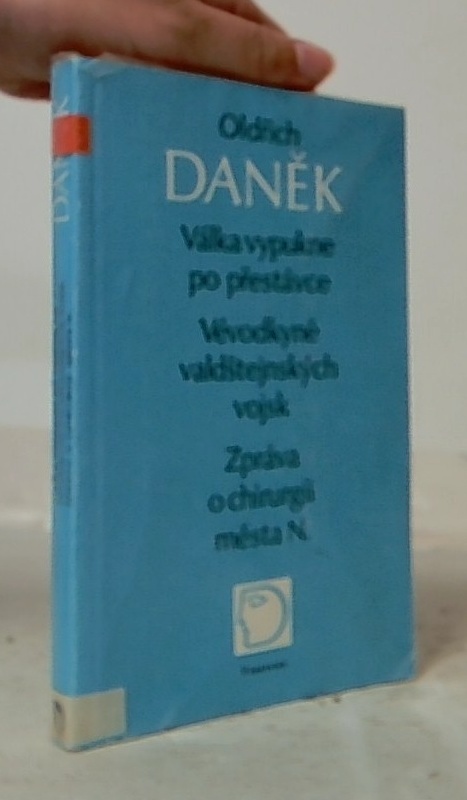 Oldřich
DANĚK
Válka vypukne
po přestávce
Vévodkyně
valdštejnských
vojsk
Zpráva
o chirurgii
města N.